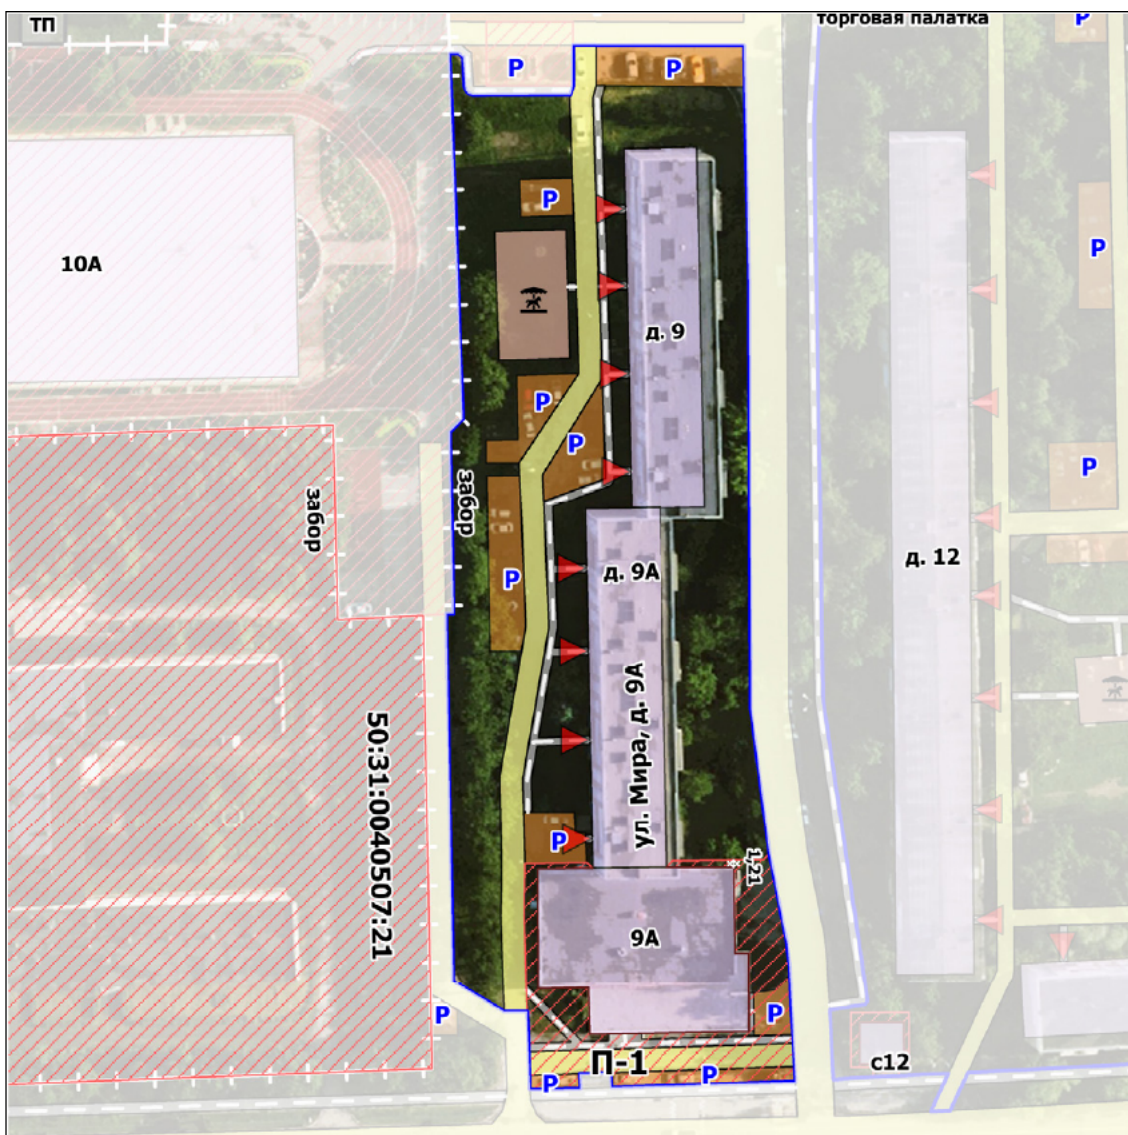 ТП
торговая палатка
P
P
P
P
10А
P
д. 9
P
P
P
забор
забор
д. 9А
д. 12
P
ул. Мира, д. 9А
50:31:0040507:21
P
1,21
9А
P
P
П-1
с12
P
P